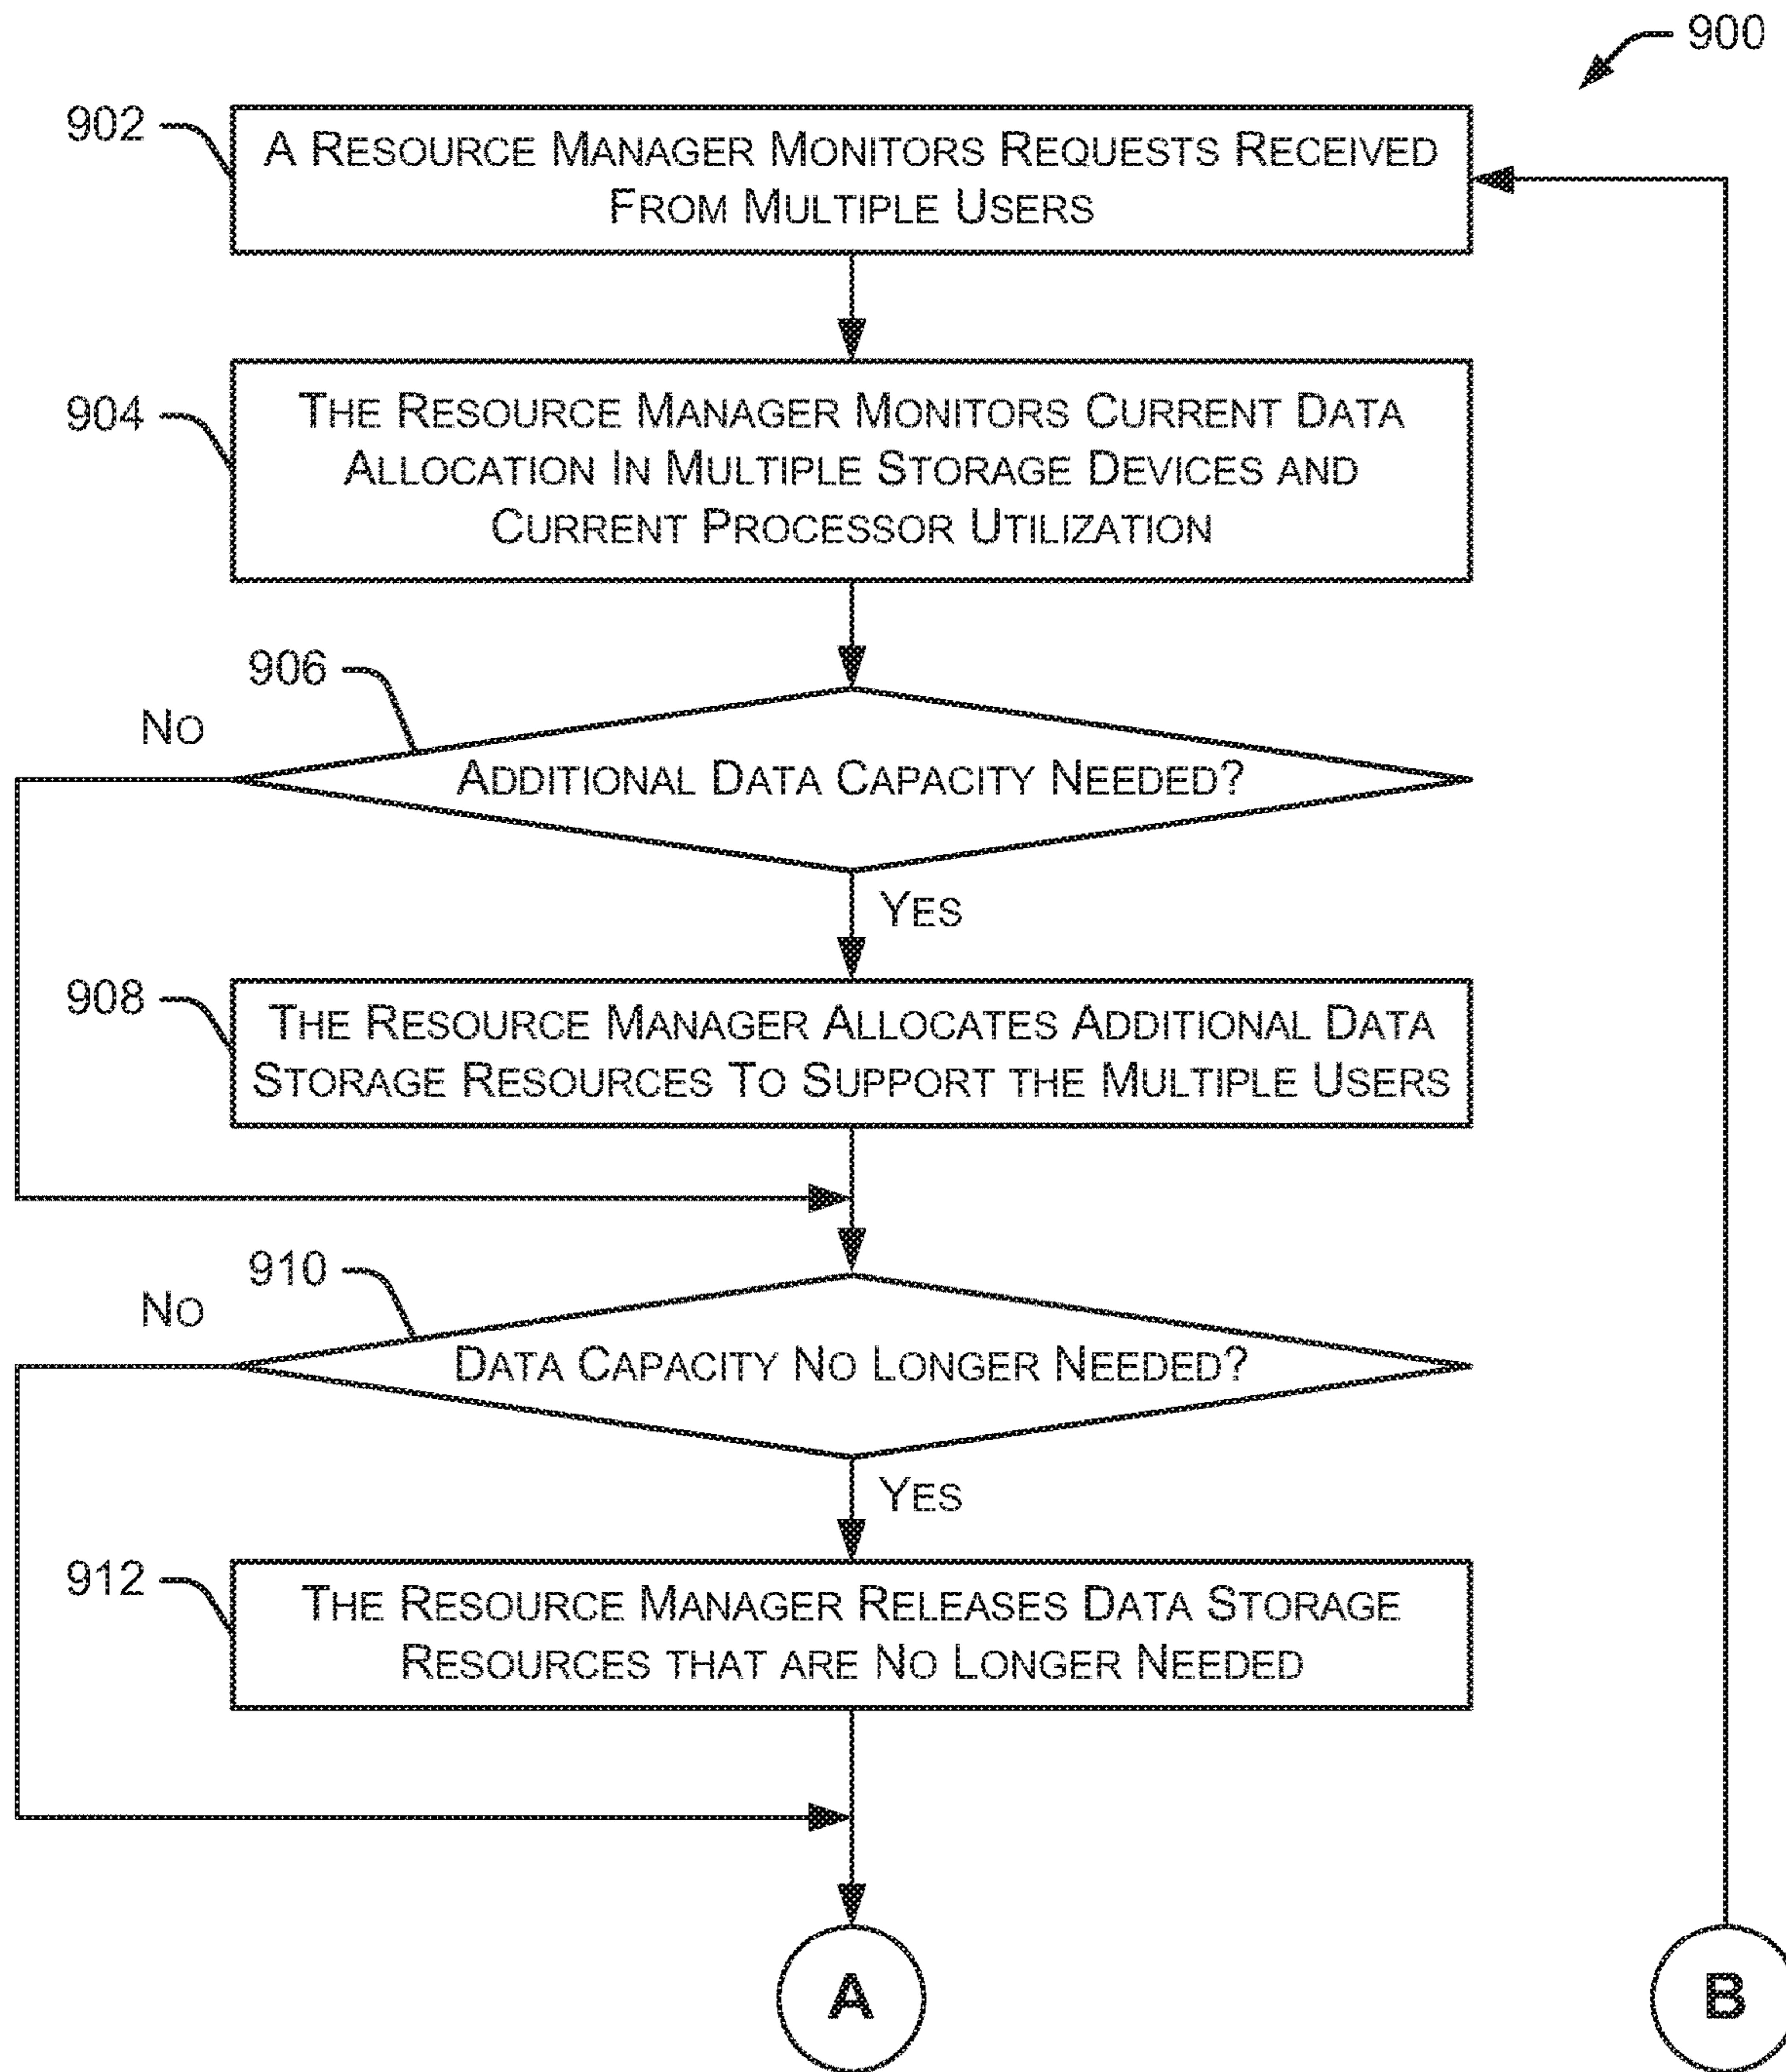 900
902
A Resource Manager Monitors Requests Received
From Multiple Users
904
The Resource Manager Monitors Current Data
Allocation In Multiple Storage Devices and
Current Processor Utilization
906
No
Additional Data Capacity Needed?
Yes
908
The Resource Manager Allocates Additional Data
Storage Resources To Support the Multiple Users
910
No
Data Capacity No Longer Needed?
Yes
912
The Resource Manager Releases Data Storage
Resources that are No Longer Needed
A
B